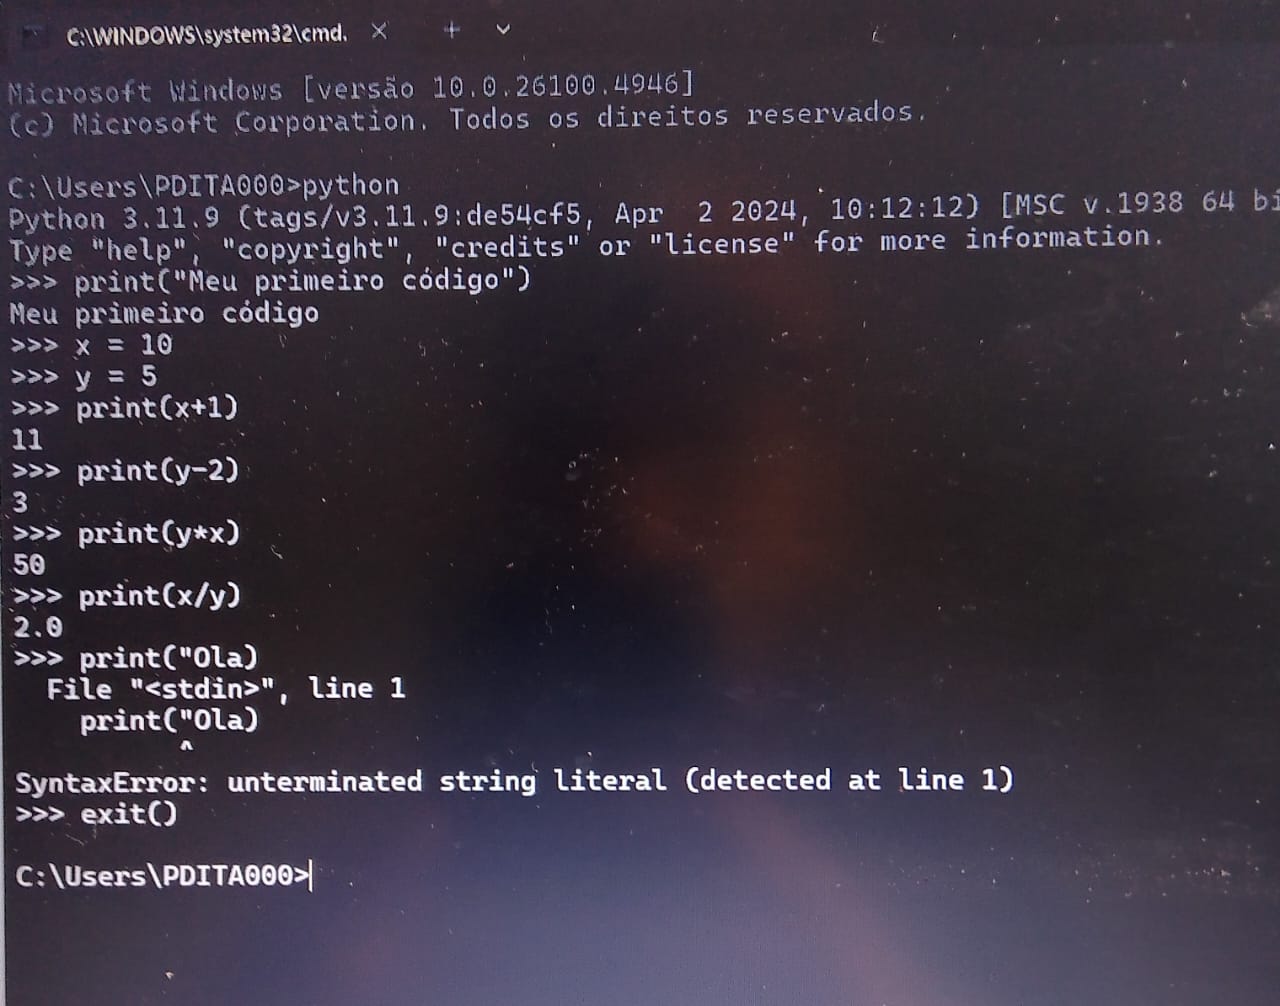 C:\WINDOWS\system32\cmd.
Microsoft Windows [versão 10.0.26100.4946]
(c) Microsoft Corporation. Todos os direitos reservados.
C:\Users\PDITA000>python
Python 3.11.9 (tags/v3.11.9:de54cf5, Apr  2 2024, 10:12:12) [MSC v.1938 64 bi
Type "help", "copyright", "credits" or "license" for more information.
>>> print("Meu primeiro código")
Meu primeiro código
>>> x = 10
>>> y = 5
>>> print(x+1)
11
>>> print(y-2)
3
>>> print(y*x)
50
>>> print(x/y)
2.0
>>> print("Ola)
  File "<stdin>", line 1
    print("Ola)
          ^
SyntaxError: unterminated string literal (detected at line 1)
>>> exit()
C:\Users\PDITA000>